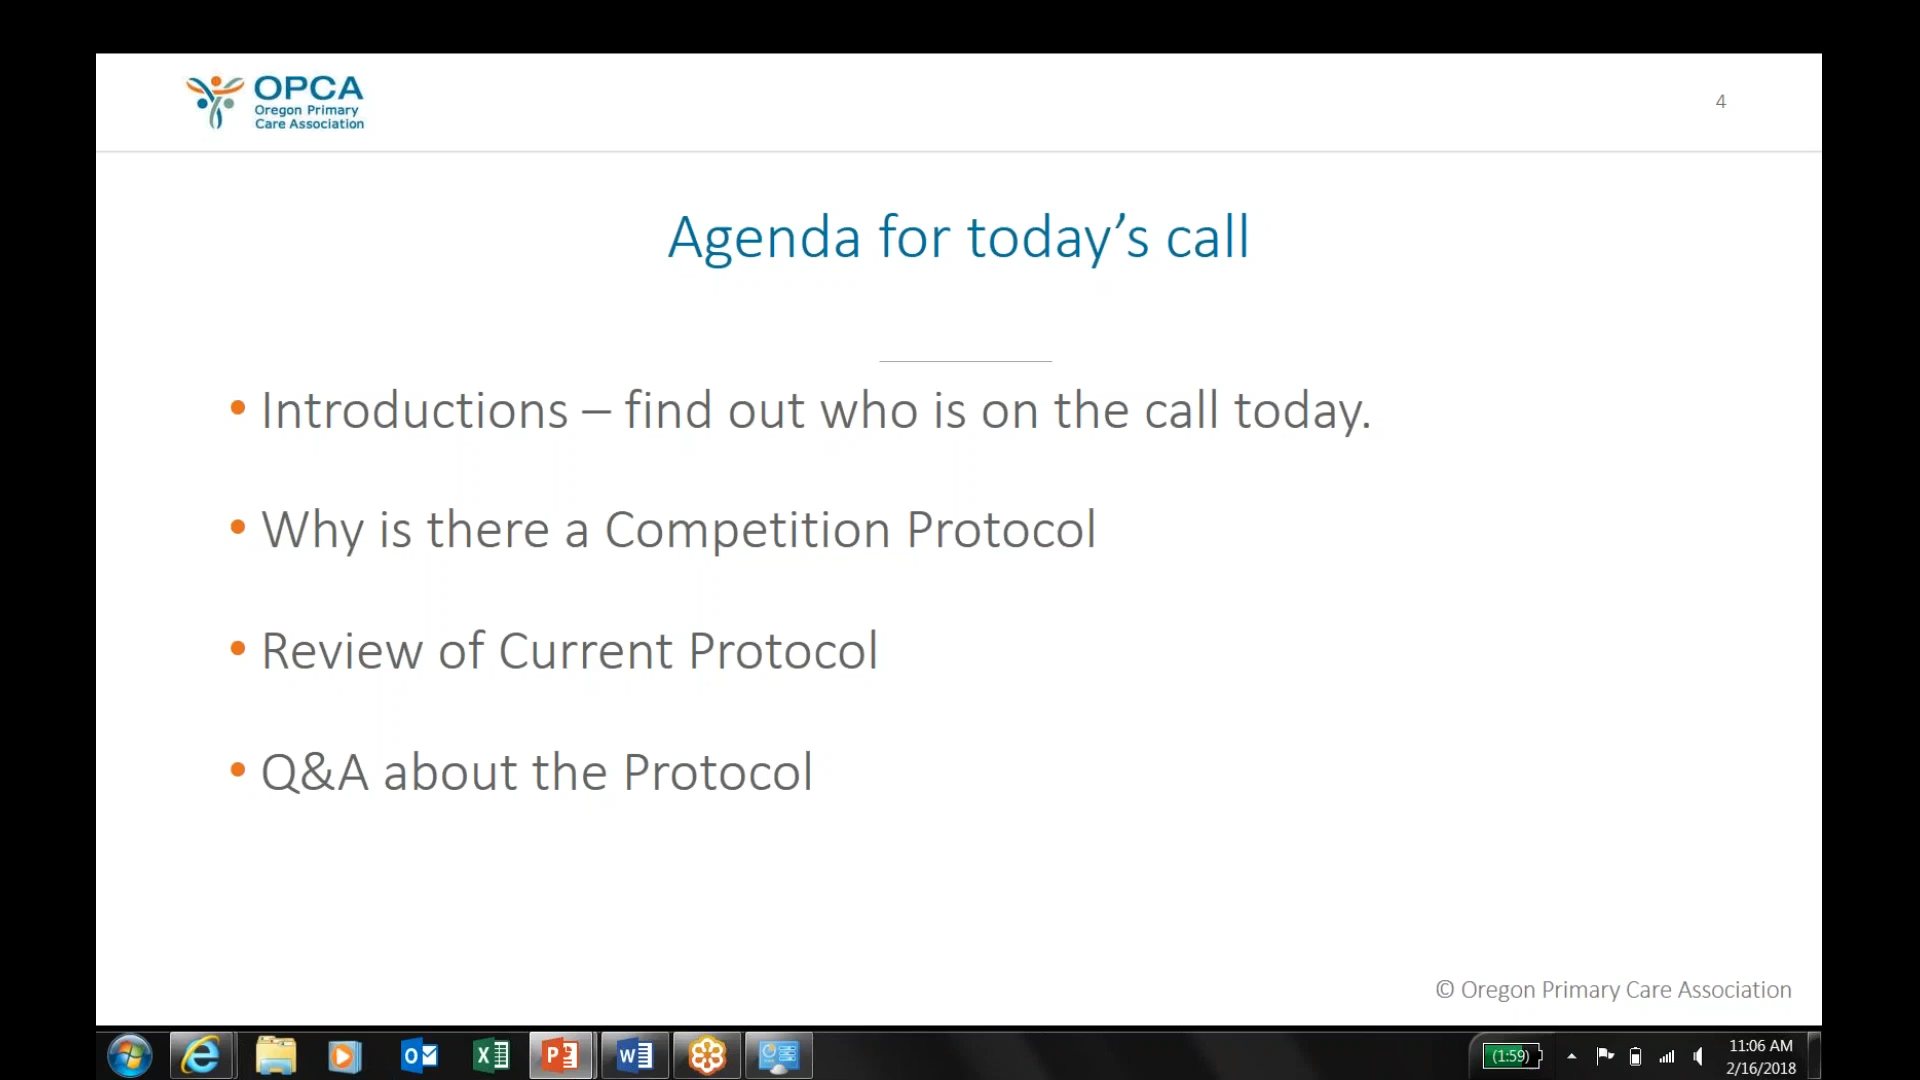 OPCA
Oregon Primary
Care Association
4
Agenda for today’s call
• Introductions – find out who is on the call today.
• Why is there a Competition Protocol
• Review of Current Protocol
• Q&A about the Protocol
© Oregon Primary Care Association
(1:59)
11:06 AM
2/16/2018